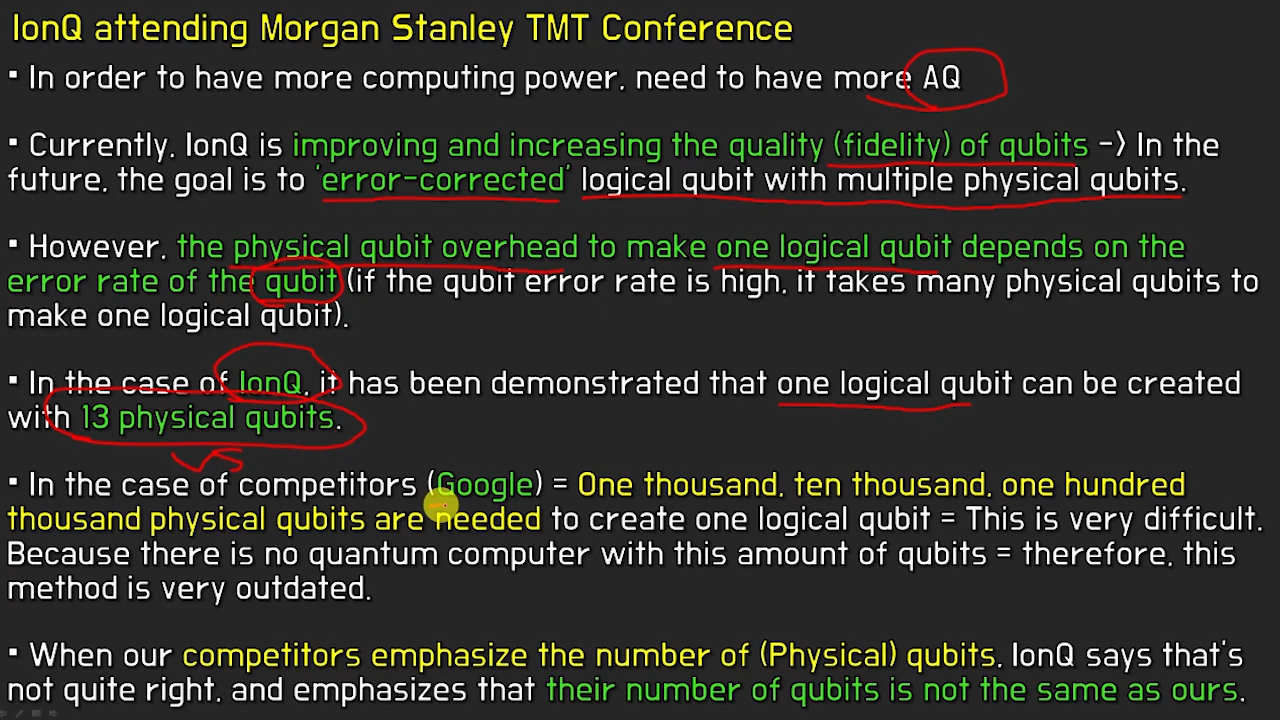 IonQ attending Morgan Stanley TMT Conference
▪ In order to have more computing power, need to have more AQ
▪ Currently, IonQ is improving and increasing the quality (fidelity) of qubits -> In the
future, the goal is to 'error-corrected' logical qubit with multiple physical qubits.
▪ However, the physical qubit overhead to make one logical qubit depends on the
error rate of the qubit (if the qubit error rate is high, it takes many physical qubits to
make one logical qubit).
▪ In the case of IonQ, it has been demonstrated that one logical qubit can be created
with 13 physical qubits.
▪ In the case of competitors (Google) = One thousand, ten thousand, one hundred
thousand physical qubits are needed to create one logical qubit = This is very difficult.
Because there is no quantum computer with this amount of qubits = therefore, this
method is very outdated.
▪ When our competitors emphasize the number of (Physical) qubits, IonQ says that's
not quite right, and emphasizes that their number of qubits is not the same as ours.